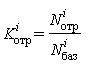 K^i_отр = N^i_отр / N^i_баз